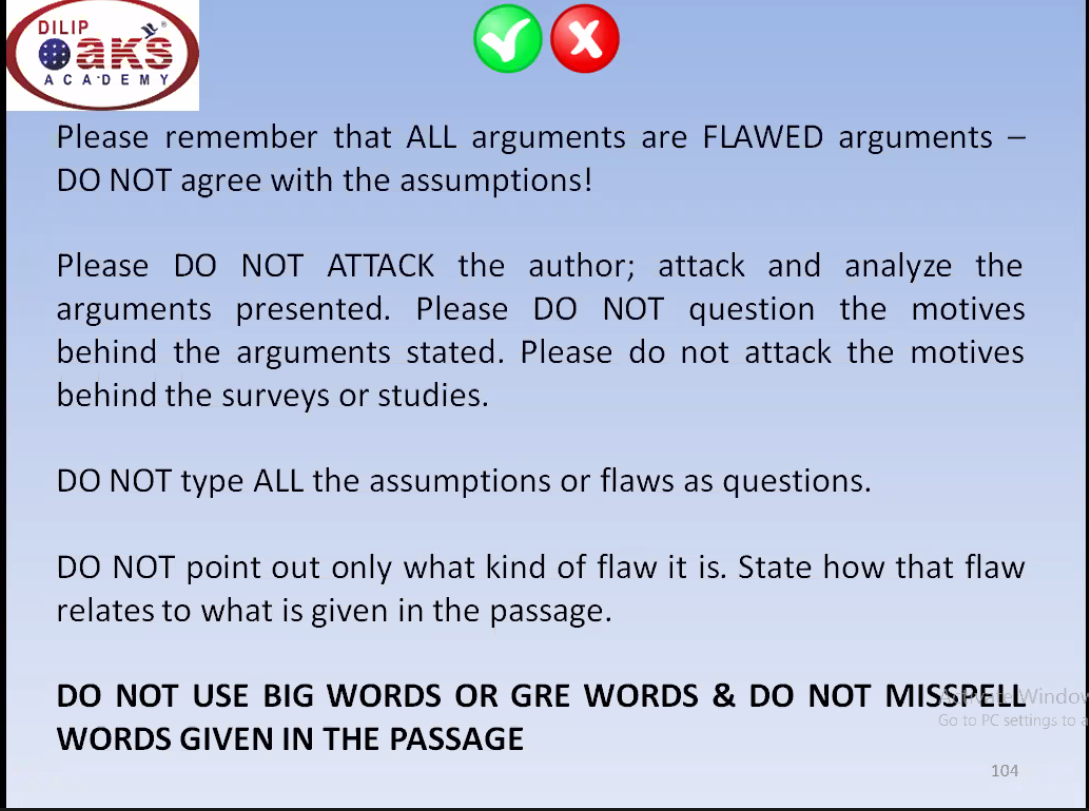 DILIP
Oaks
ACADEMY
Please remember that ALL arguments are FLAWED arguments –
DO NOT agree with the assumptions!
Please DO NOT ATTACK the author; attack and analyze the
arguments presented. Please DO NOT question the motives
behind the arguments stated. Please do not attack the motives
behind the surveys or studies.
DO NOT type ALL the assumptions or flaws as questions.
DO NOT point out only what kind of flaw it is. State how that flaw
relates to what is given in the passage.
DO NOT USE BIG WORDS OR GRE WORDS & DO NOT MISSPELL
WORDS GIVEN IN THE PASSAGE
Activate Window
Go to PC settings to a
104